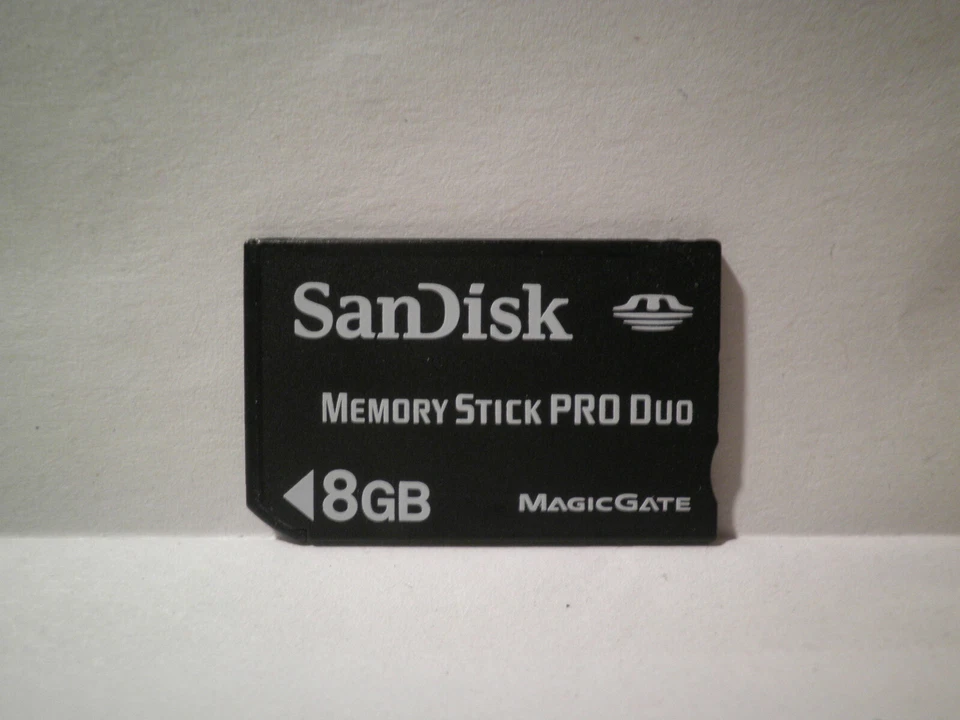 SanDisk
MEMORY STICK PRO DUO
8GB MAGICGATE